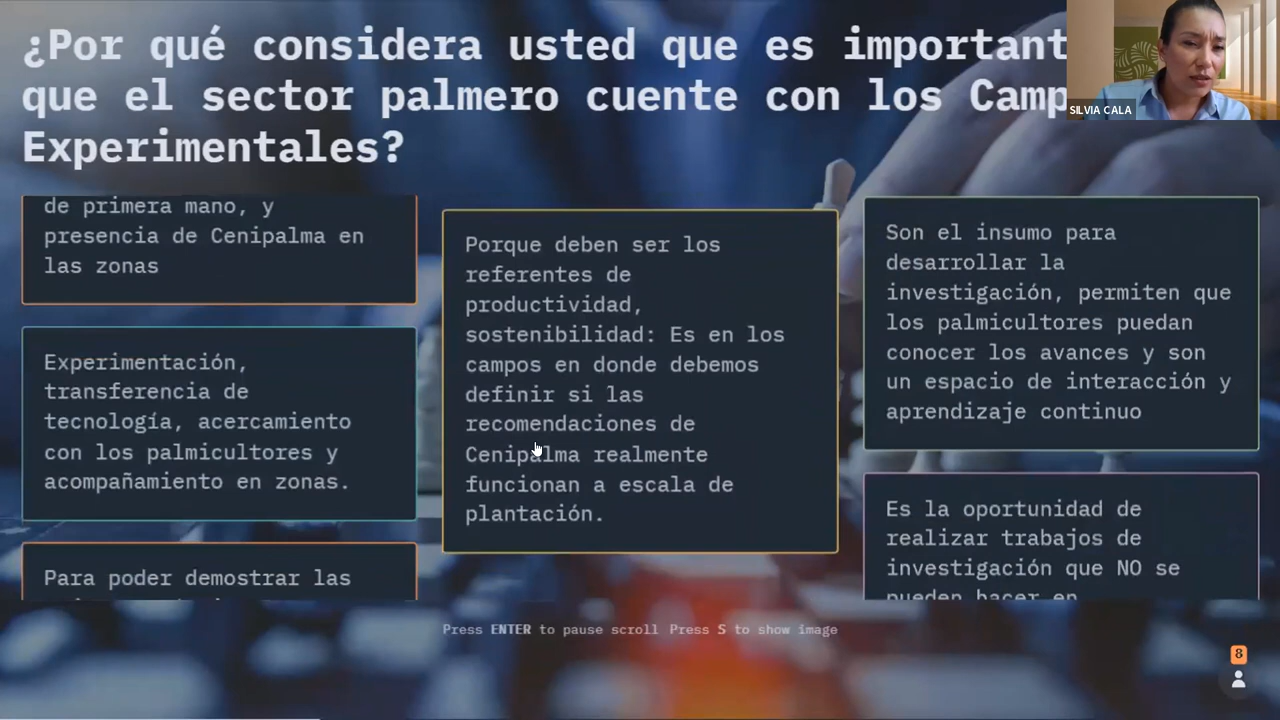 ¿Por qué considera usted que es important
que el sector palmero cuente con los Camp
Experimentales?
SILVIA CALA
de primera mano, y
presencia de Cenipalma en
las zonas
Experimentación,
transferencia de
tecnología, acercamiento
con los palmicultores y
acompañamiento en zonas.
Para poder demostrar las
Porque deben ser los
referentes de
productividad,
sostenibilidad: Es en los
campos en donde debemos
definir si las
recomendaciones de
Cenipalma realmente
funcionan a escala de
plantación.
Son el insumo para
desarrollar la
investigación, permiten que
los palmicultores puedan
conocer los avances y son
un espacio de interacción y
aprendizaje continuo
Es la oportunidad de
realizar trabajos de
investigación que NO se
pueden hacer en
Press ENTER to pause scroll Press S to show image
8